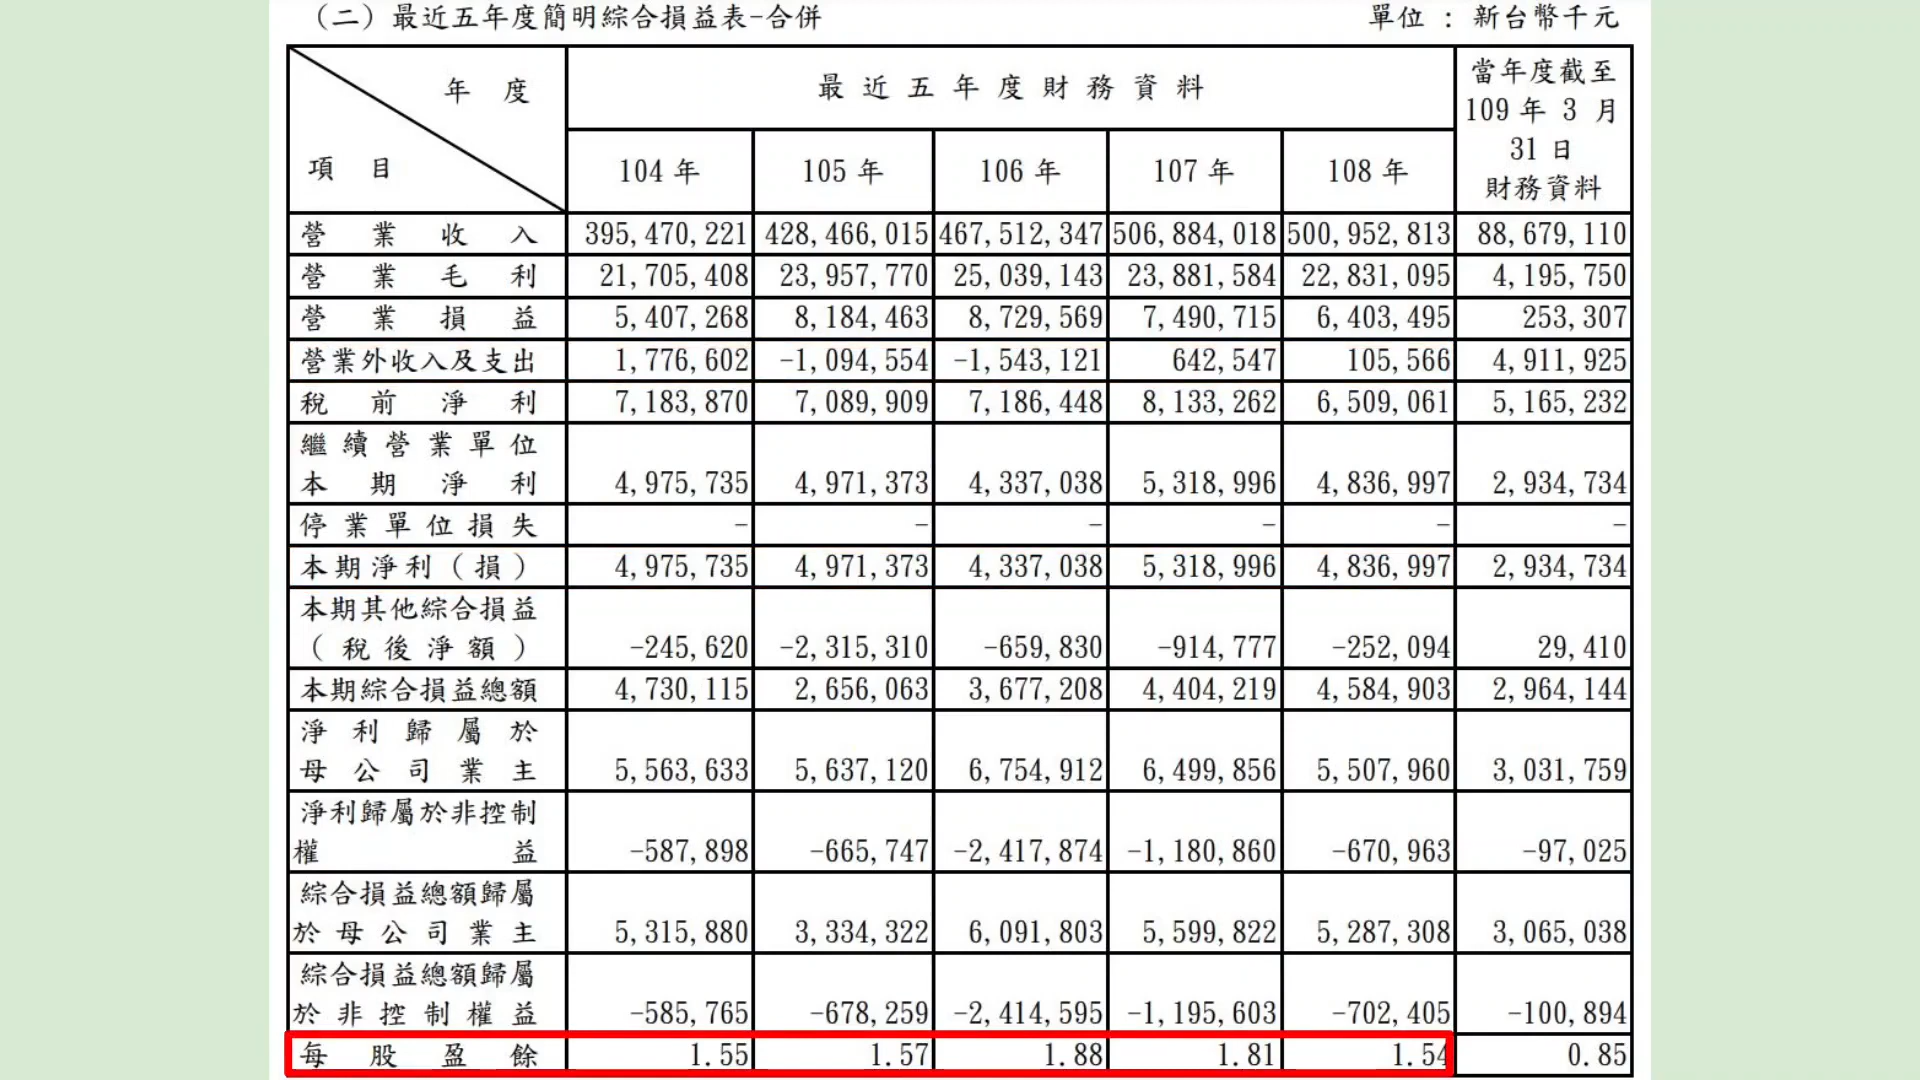 （二）最近五年度簡明綜合損益表-合併 單位 : 新台幣千元
年 度 最近五年度財務資料 當年度截至
109 年 3 月
31 日
財務資料
項 目 104 年 105 年 106 年 107 年 108 年
營業收入 395,470,221 428,466,015 467,512,347 506,884,018 500,952,813 88,679,110
營業毛利 21,705,408 23,957,770 25,039,143 23,881,584 22,831,095 4,195,750
營業損益 5,407,268 8,184,463 8,729,569 7,490,715 6,403,495 253,307
營業外收入及支出 1,776,602 -1,094,554 -1,543,121 642,547 105,566 4,911,925
稅前淨利 7,183,870 7,089,909 7,186,448 8,133,262 6,509,061 5,165,232
繼續營業單位
本期淨利 4,975,735 4,971,373 4,337,038 5,318,996 4,836,997 2,934,734
停業單位損失 - - - - - -
本期淨利(損) 4,975,735 4,971,373 4,337,038 5,318,996 4,836,997 2,934,734
本期其他綜合損益
(稅後淨額) -245,620 -2,315,310 -659,830 -914,777 -252,094 29,410
本期綜合損益總額 4,730,115 2,656,063 3,677,208 4,404,219 4,584,903 2,964,144
淨利歸屬於
母公司業主 5,563,633 5,637,120 6,754,912 6,499,856 5,507,960 3,031,759
淨利歸屬於非控制
權益 -587,898 -665,747 -2,417,874 -1,180,860 -670,963 -97,025
綜合損益總額歸屬
於母公司業主 5,315,880 3,334,322 6,091,803 5,599,822 5,287,308 3,065,038
綜合損益總額歸屬
於非控制權益 -585,765 -678,259 -2,414,595 -1,195,603 -702,405 -100,894
每股盈餘 1.55 1.57 1.88 1.81 1.54 0.85